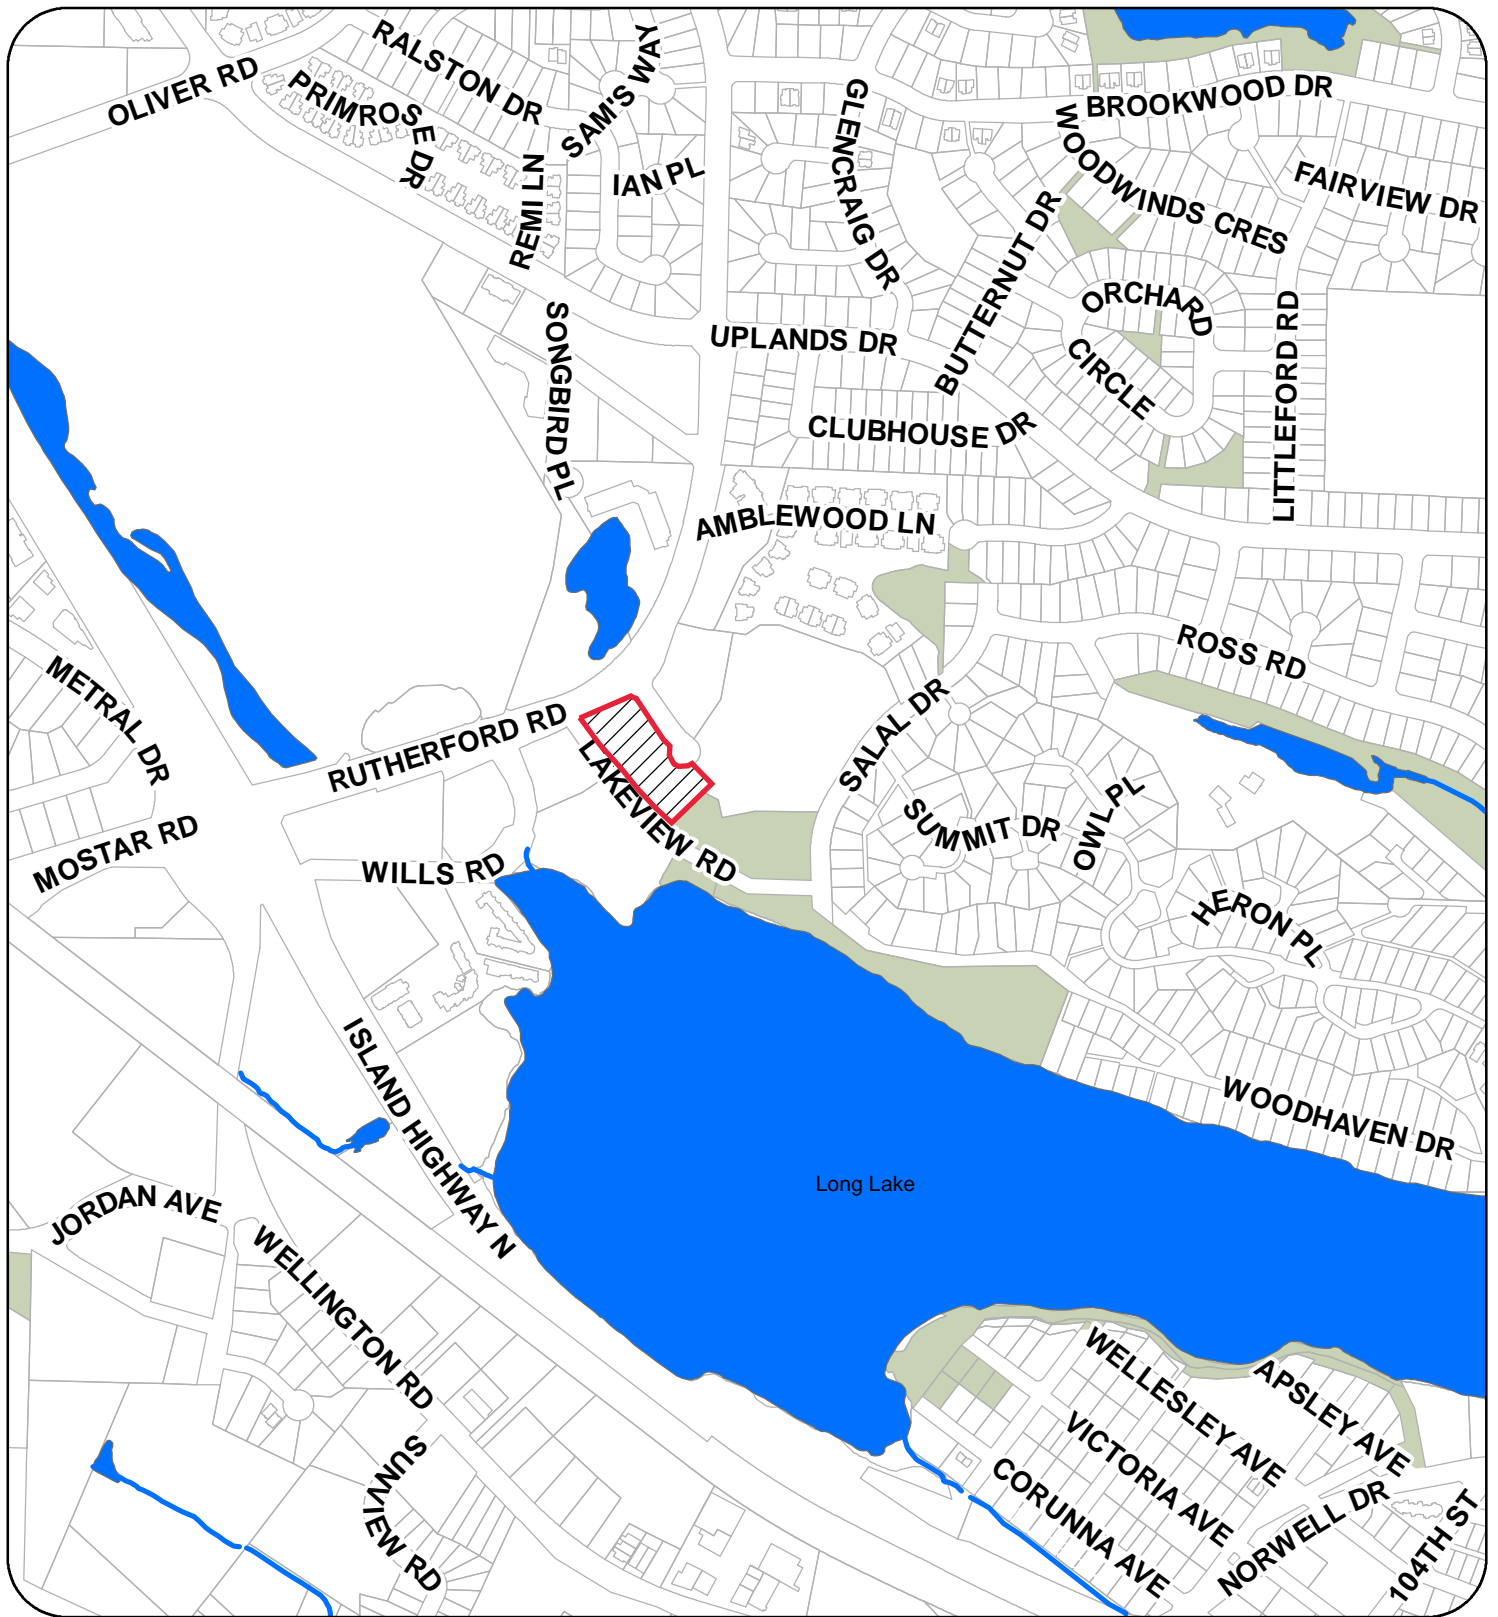 RALSTON DR
SAM'S WAY
OLIVER RD
PRIMROSE DR
GLENCRAIG DR
BROOKWOOD DR
WOODWINDS CRES
FAIRVIEW DR
REMI LN
IAN PL
BUTTERNUT DR
ORCHARD
CIRCLE
LITTLEFORD RD
SONGBIRD PL
UPLANDS DR
CLUBHOUSE DR
AMBLEWOOD LN
ROSS RD
METRAL DR
SALAL DR
RUTHERFORD RD
LAKEVIEW RD
OWL PL
SUMMIT DR
MOSTAR RD
WILLS RD
HERON PL
ISLAND HIGHWAY N
WOODHAVEN DR
Long Lake
JORDAN AVE
WELLINGTON RD
WELLESLEY AVE
APSLEY AVE
VICTORIA AVE
SUNVIEW RD
CORUNNA AVE
NORWELL DR
104TH ST